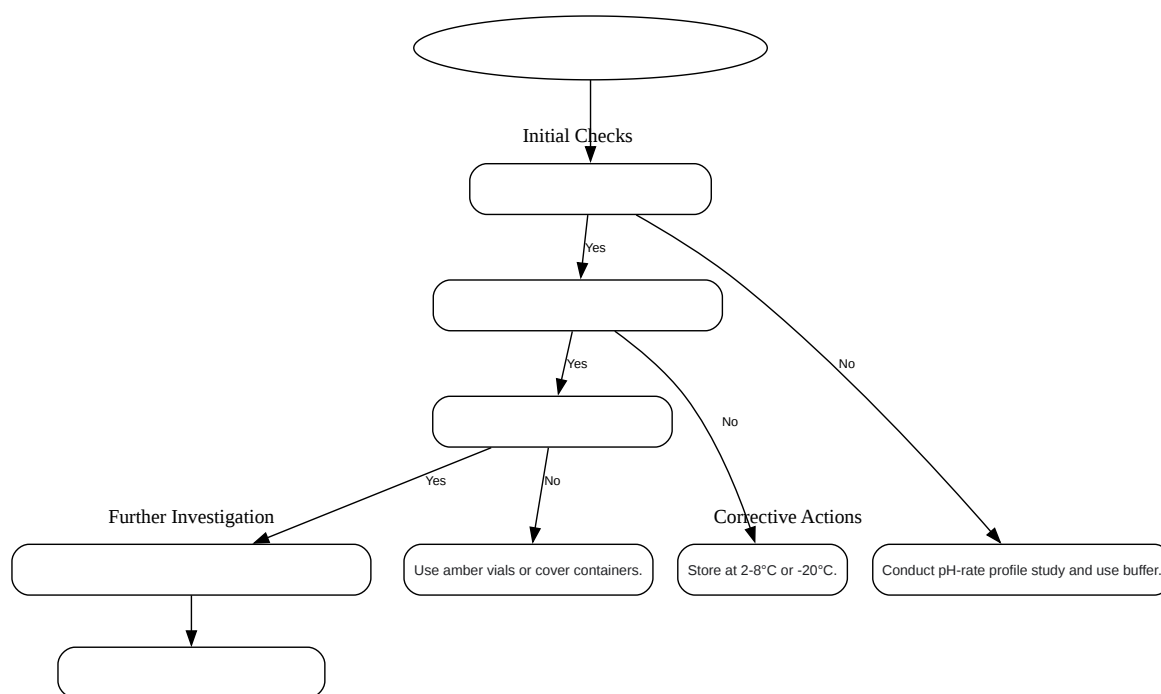 Initial Checks
Yes
Yes
No
No
Yes
No
Further Investigation
Corrective Actions
Use amber vials or cover containers.
Store at 2-8°C or -20°C.
Conduct pH-rate profile study and use buffer.